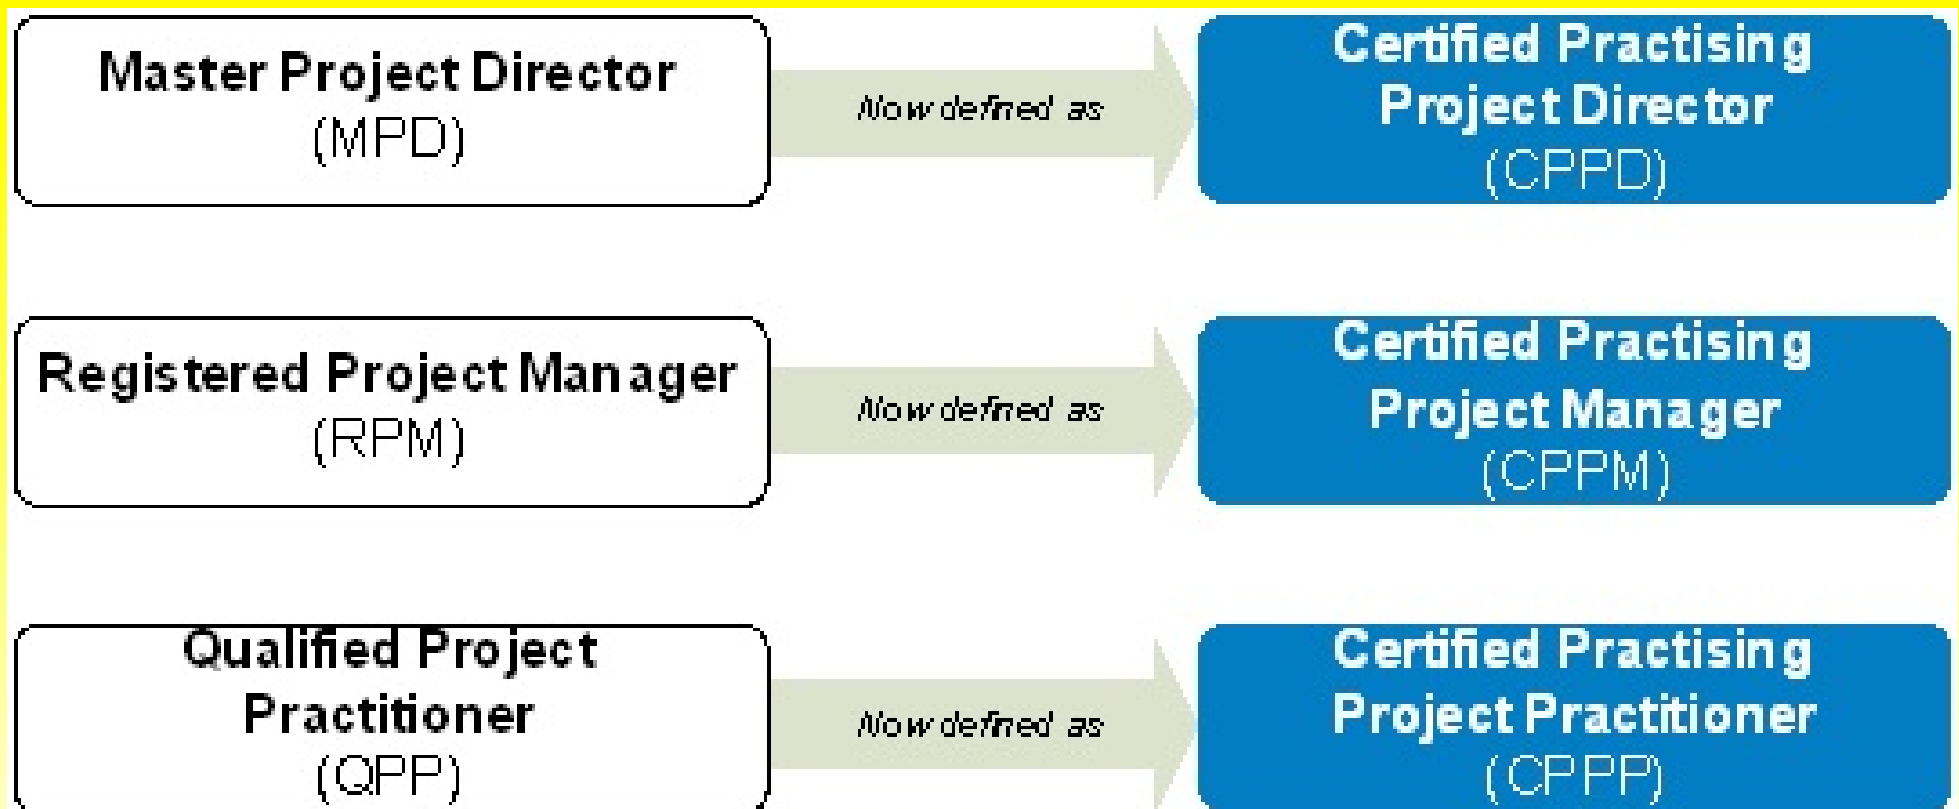 Master Project Director
(MPD)
Now defined as
Certified Practising
Project Director
(CPPD)
Registered Project Manager
(RPM)
Now defined as
Certified Practising
Project Manager
(CPPM)
Qualified Project
Practitioner
(QPP)
Now defined as
Certified Practising
Project Practitioner
(CPPP)